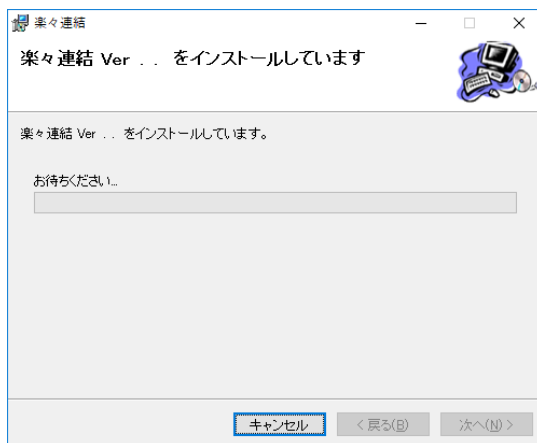 楽々連結
楽々連結 Ver . . をインストールしています
楽々連結 Ver . . をインストールしています。
お待ちください...
キャンセル
< 戻る(B)
次へ(N) >